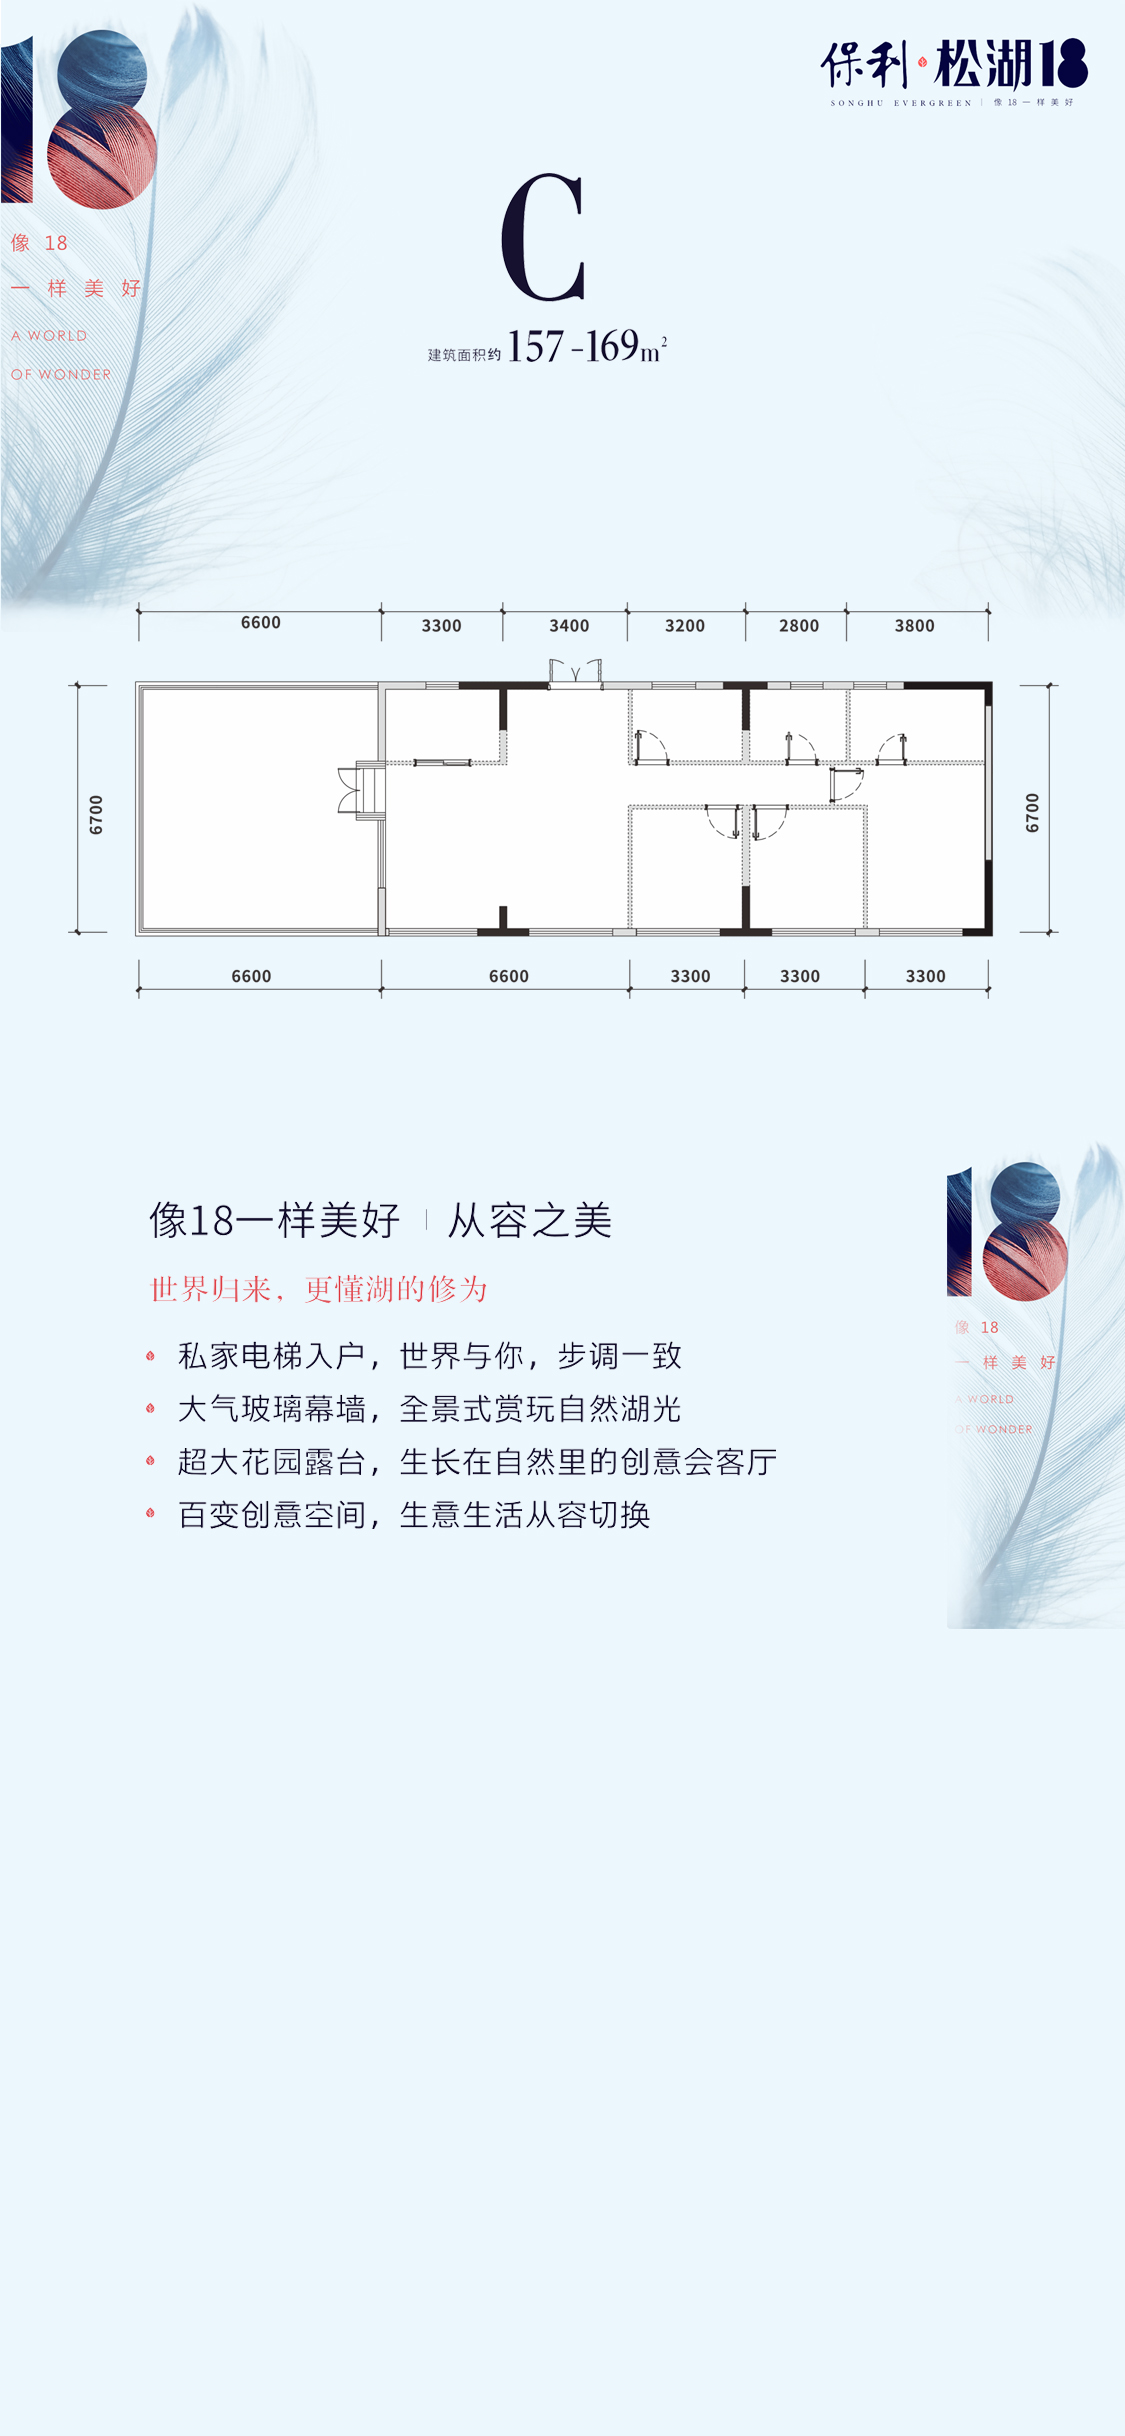 18
像 18
一样美好
A WORLD
OF WONDER
保利·松湖18
SONGHU EVERGREEN | 像18一样美好
C
建筑面积约157-169m²
6600 3300 3400 3200 2800 3800
6700
6700
6600 6600 3300 3300 3300
像18一样美好 | 从容之美
世界归来，更懂湖的修为
私家电梯入户，世界与你，步调一致
大气玻璃幕墙，全景式赏玩自然湖光
超大花园露台，生长在自然里的创意会客厅
百变创意空间，生意生活从容切换
18
像 18
一样美好
A WORLD
OF WONDER